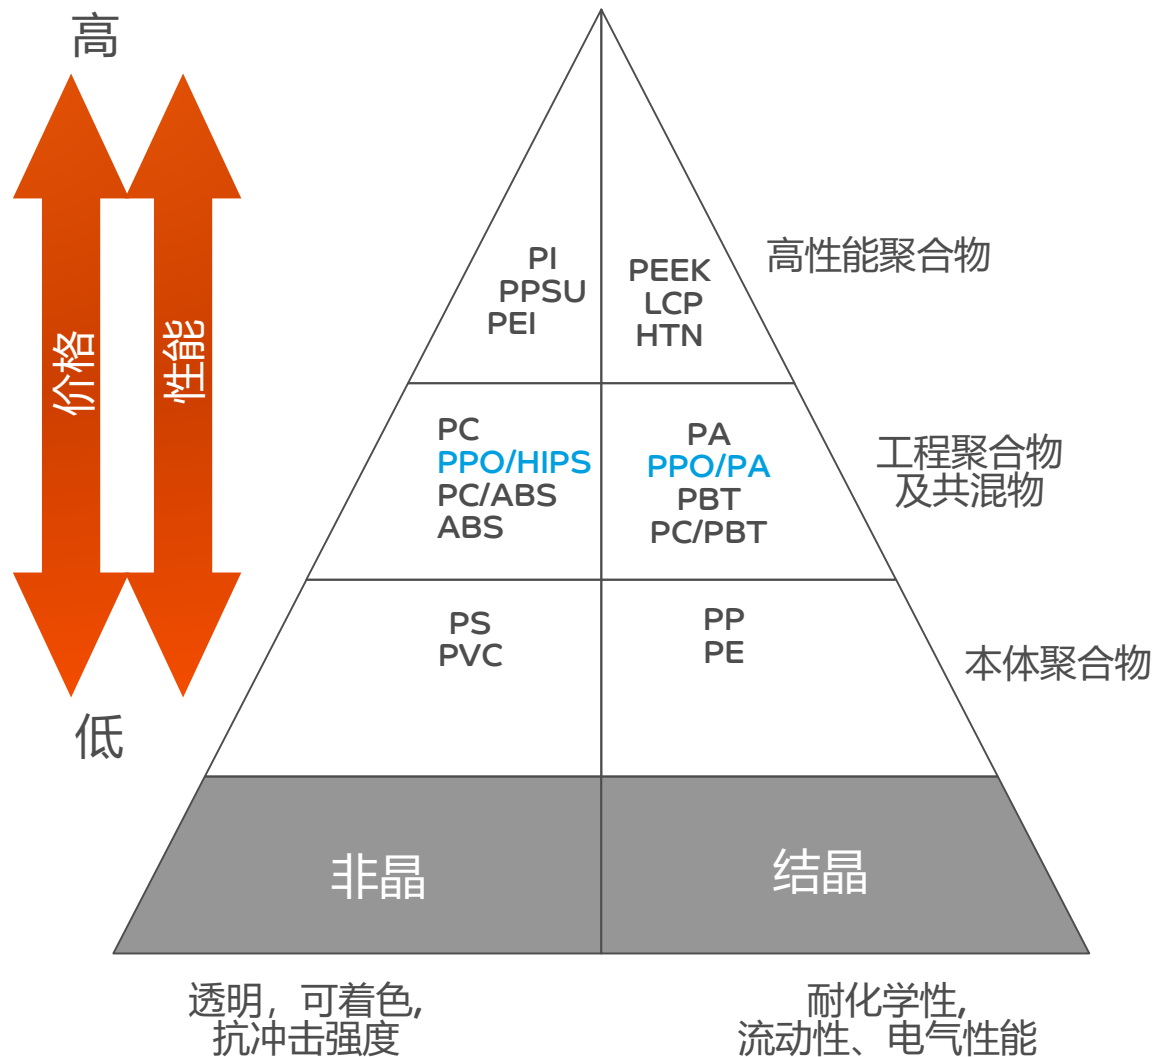 高
价格
性能
低
PI
PPSU
PEI
PEEK
LCP
HTN
高性能聚合物
PC
PPO/HIPS
PC/ABS
ABS
PA
PPO/PA
PBT
PC/PBT
工程聚合物
及共混物
PS
PVC
PP
PE
本体聚合物
非晶
结晶
透明，可着色,
抗冲击强度
耐化学性,
流动性、电气性能